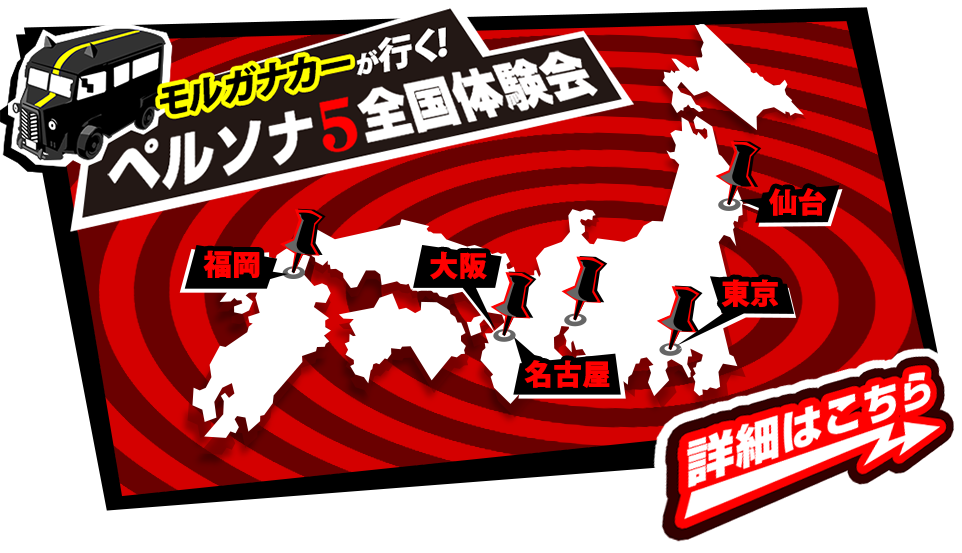 モルガナカーが行く!
ペルソナ5全国体験会
仙台
福岡
大阪
東京
名古屋
詳細はこちら